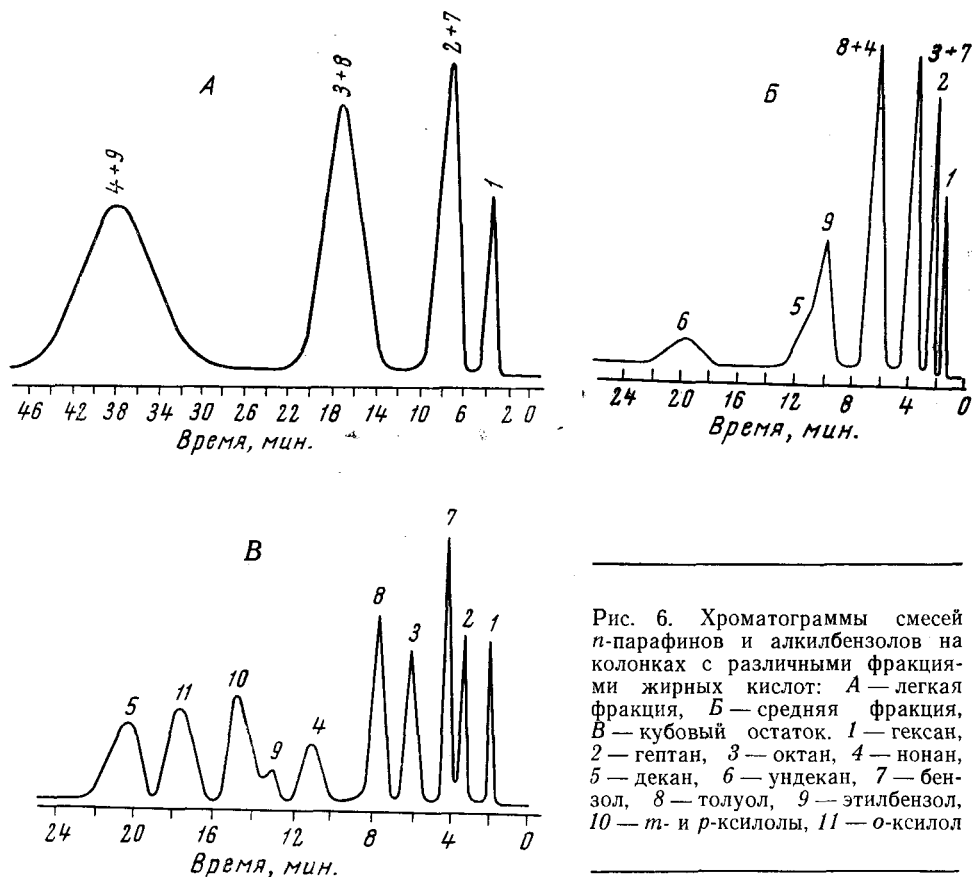 А
4+9
3+8
2+7
1
46 42 38 34 30 26 22 18 14 10 6 2 0
Время, мин.
Б
8+4
3+7
2
1
9
5
6
24 20 16 12 8 4 0
Время, мин.
В
7
8
3
2
1
5
11
10
9
4
24 20 16 12 8 4 0
Время, мин.
Рис. 6. Хроматограммы смесей
n-парафинов и алкилбензолов на
колонках с различными фракция-
ми жирных кислот: А — легкая
фракция, Б — средняя фракция,
В — кубовый остаток. 1 — гексан,
2 — гептан, 3 — октан, 4 — нонан,
5 — декан, 6 — ундекан, 7 — бен-
зол, 8 — толуол, 9 — этилбензол,
10 — m- и p-ксилолы, 11 — о-ксилол